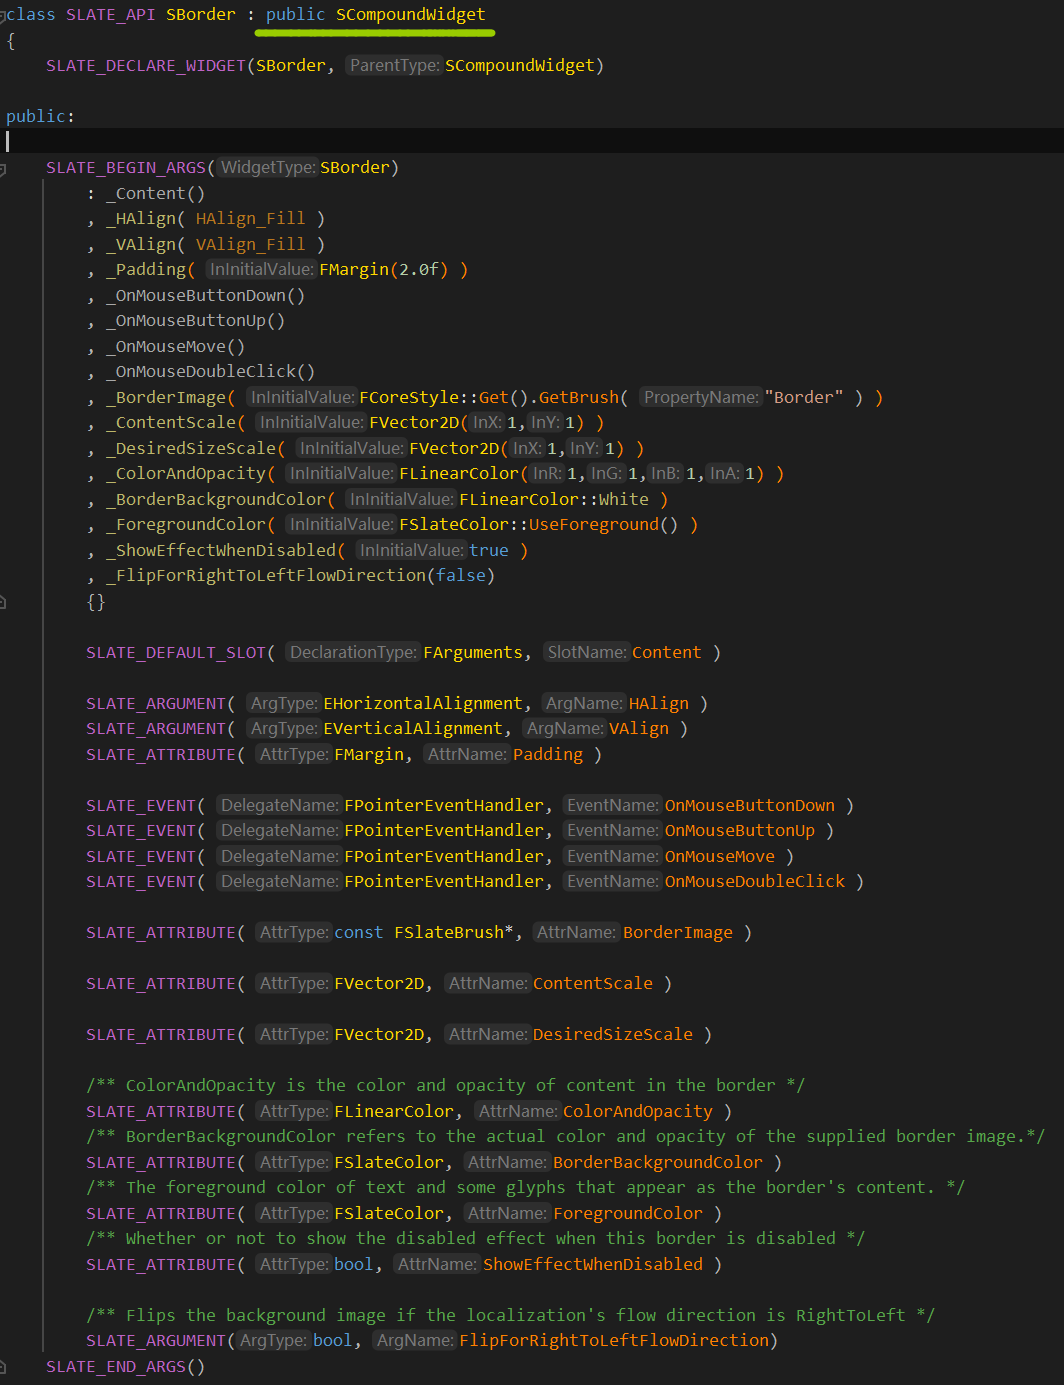 class SLATE_API SBorder : public SCompoundWidget
{
SLATE_DECLARE_WIDGET(SBorder, ParentType: SCompoundWidget)
public:
SLATE_BEGIN_ARGS( WidgetType: SBorder)
: _Content()
, _HAlign( HAlign_Fill )
, _VAlign( VAlign_Fill )
, _Padding( InInitialValue: FMargin(2.0f) )
, _OnMouseButtonDown()
, _OnMouseButtonUp()
, _OnMouseMove()
, _OnMouseDoubleClick()
, _BorderImage( InInitialValue: FCoreStyle::Get().GetBrush( PropertyName: "Border" ) )
, _ContentScale( InInitialValue: FVector2D( InX: 1, InY: 1) )
, _DesiredSizeScale( InInitialValue: FVector2D( InX: 1, InY: 1) )
, _ColorAndOpacity( InInitialValue: FLinearColor( InR: 1, InG: 1, InB: 1, InA: 1) )
, _BorderBackgroundColor( InInitialValue: FLinearColor::White )
, _ForegroundColor( InInitialValue: FSlateColor::UseForeground() )
, _ShowEffectWhenDisabled( InInitialValue: true )
, _FlipForRightToLeftFlowDirection(false)
{}
SLATE_DEFAULT_SLOT( DeclarationType: FArguments, SlotName: Content )
SLATE_ARGUMENT( ArgType: EHorizontalAlignment, ArgName: HAlign )
SLATE_ARGUMENT( ArgType: EVerticalAlignment, ArgName: VAlign )
SLATE_ATTRIBUTE( AttrType: FMargin, AttrName: Padding )
SLATE_EVENT( DelegateName: FPointerEventHandler, EventName: OnMouseButtonDown )
SLATE_EVENT( DelegateName: FPointerEventHandler, EventName: OnMouseButtonUp )
SLATE_EVENT( DelegateName: FPointerEventHandler, EventName: OnMouseMove )
SLATE_EVENT( DelegateName: FPointerEventHandler, EventName: OnMouseDoubleClick )
SLATE_ATTRIBUTE( AttrType: const FSlateBrush*, AttrName: BorderImage )
SLATE_ATTRIBUTE( AttrType: FVector2D, AttrName: ContentScale )
SLATE_ATTRIBUTE( AttrType: FVector2D, AttrName: DesiredSizeScale )
/** ColorAndOpacity is the color and opacity of content in the border */
SLATE_ATTRIBUTE( AttrType: FLinearColor, AttrName: ColorAndOpacity )
/** BorderBackgroundColor refers to the actual color and opacity of the supplied border image.*/
SLATE_ATTRIBUTE( AttrType: FSlateColor, AttrName: BorderBackgroundColor )
/** The foreground color of text and some glyphs that appear as the border's content. */
SLATE_ATTRIBUTE( AttrType: FSlateColor, AttrName: ForegroundColor )
/** Whether or not to show the disabled effect when this border is disabled */
SLATE_ATTRIBUTE( AttrType: bool, AttrName: ShowEffectWhenDisabled )
/** Flips the background image if the localization's flow direction is RightToLeft */
SLATE_ARGUMENT( ArgType: bool, ArgName: FlipForRightToLeftFlowDirection)
SLATE_END_ARGS()